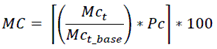 MC = [(Mc_t / Mc_t_base) * Pc] * 100